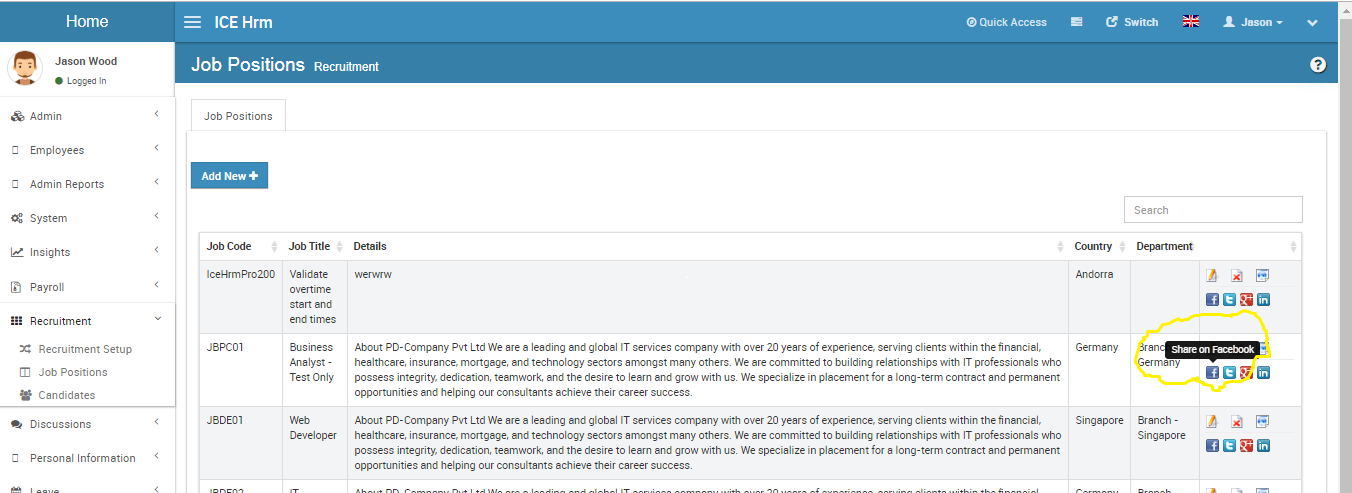 Home
ICE Hrm
Quick Access
Switch
Jason
Jason Wood
Logged In
Job Positions Recruitment
?
Admin
Employees
Admin Reports
System
Insights
Payroll
Recruitment
Recruitment Setup
Job Positions
Candidates
Discussions
Personal Information
Leave
Job Positions
Add New +
Search
Job Code Job Title Details Country Department
IceHrmPro200 Validate werwrw Andorra
overtime
start and
end times
JBPC01 Business About PD-Company Pvt Ltd We are a leading and global IT services company with over 20 years of experience, serving clients within the financial, Germany
Analyst - healthcare, insurance, mortgage, and technology sectors amongst many others. We are committed to building relationships with IT professionals who Share on Facebook
Test Only possess integrity, dedication, teamwork, and the desire to learn and grow with us. We specialize in placement for a long-term contract and permanent Germany
opportunities and helping our consultants achieve their career success.
JBDE01 Web About PD-Company Pvt Ltd We are a leading and global IT services company with over 20 years of experience, serving clients within the financial, Singapore Branch -
Developer healthcare, insurance, mortgage, and technology sectors amongst many others. We are committed to building relationships with IT professionals who Singapore
possess integrity, dedication, teamwork, and the desire to learn and grow with us. We specialize in placement for a long-term contract and permanent
opportunities and helping our consultants achieve their career success.
JBDE02 IT About PD-Company Pvt Ltd We are a leading and global IT services company with over 20 years of experience, serving clients within the financial, Germany Branch